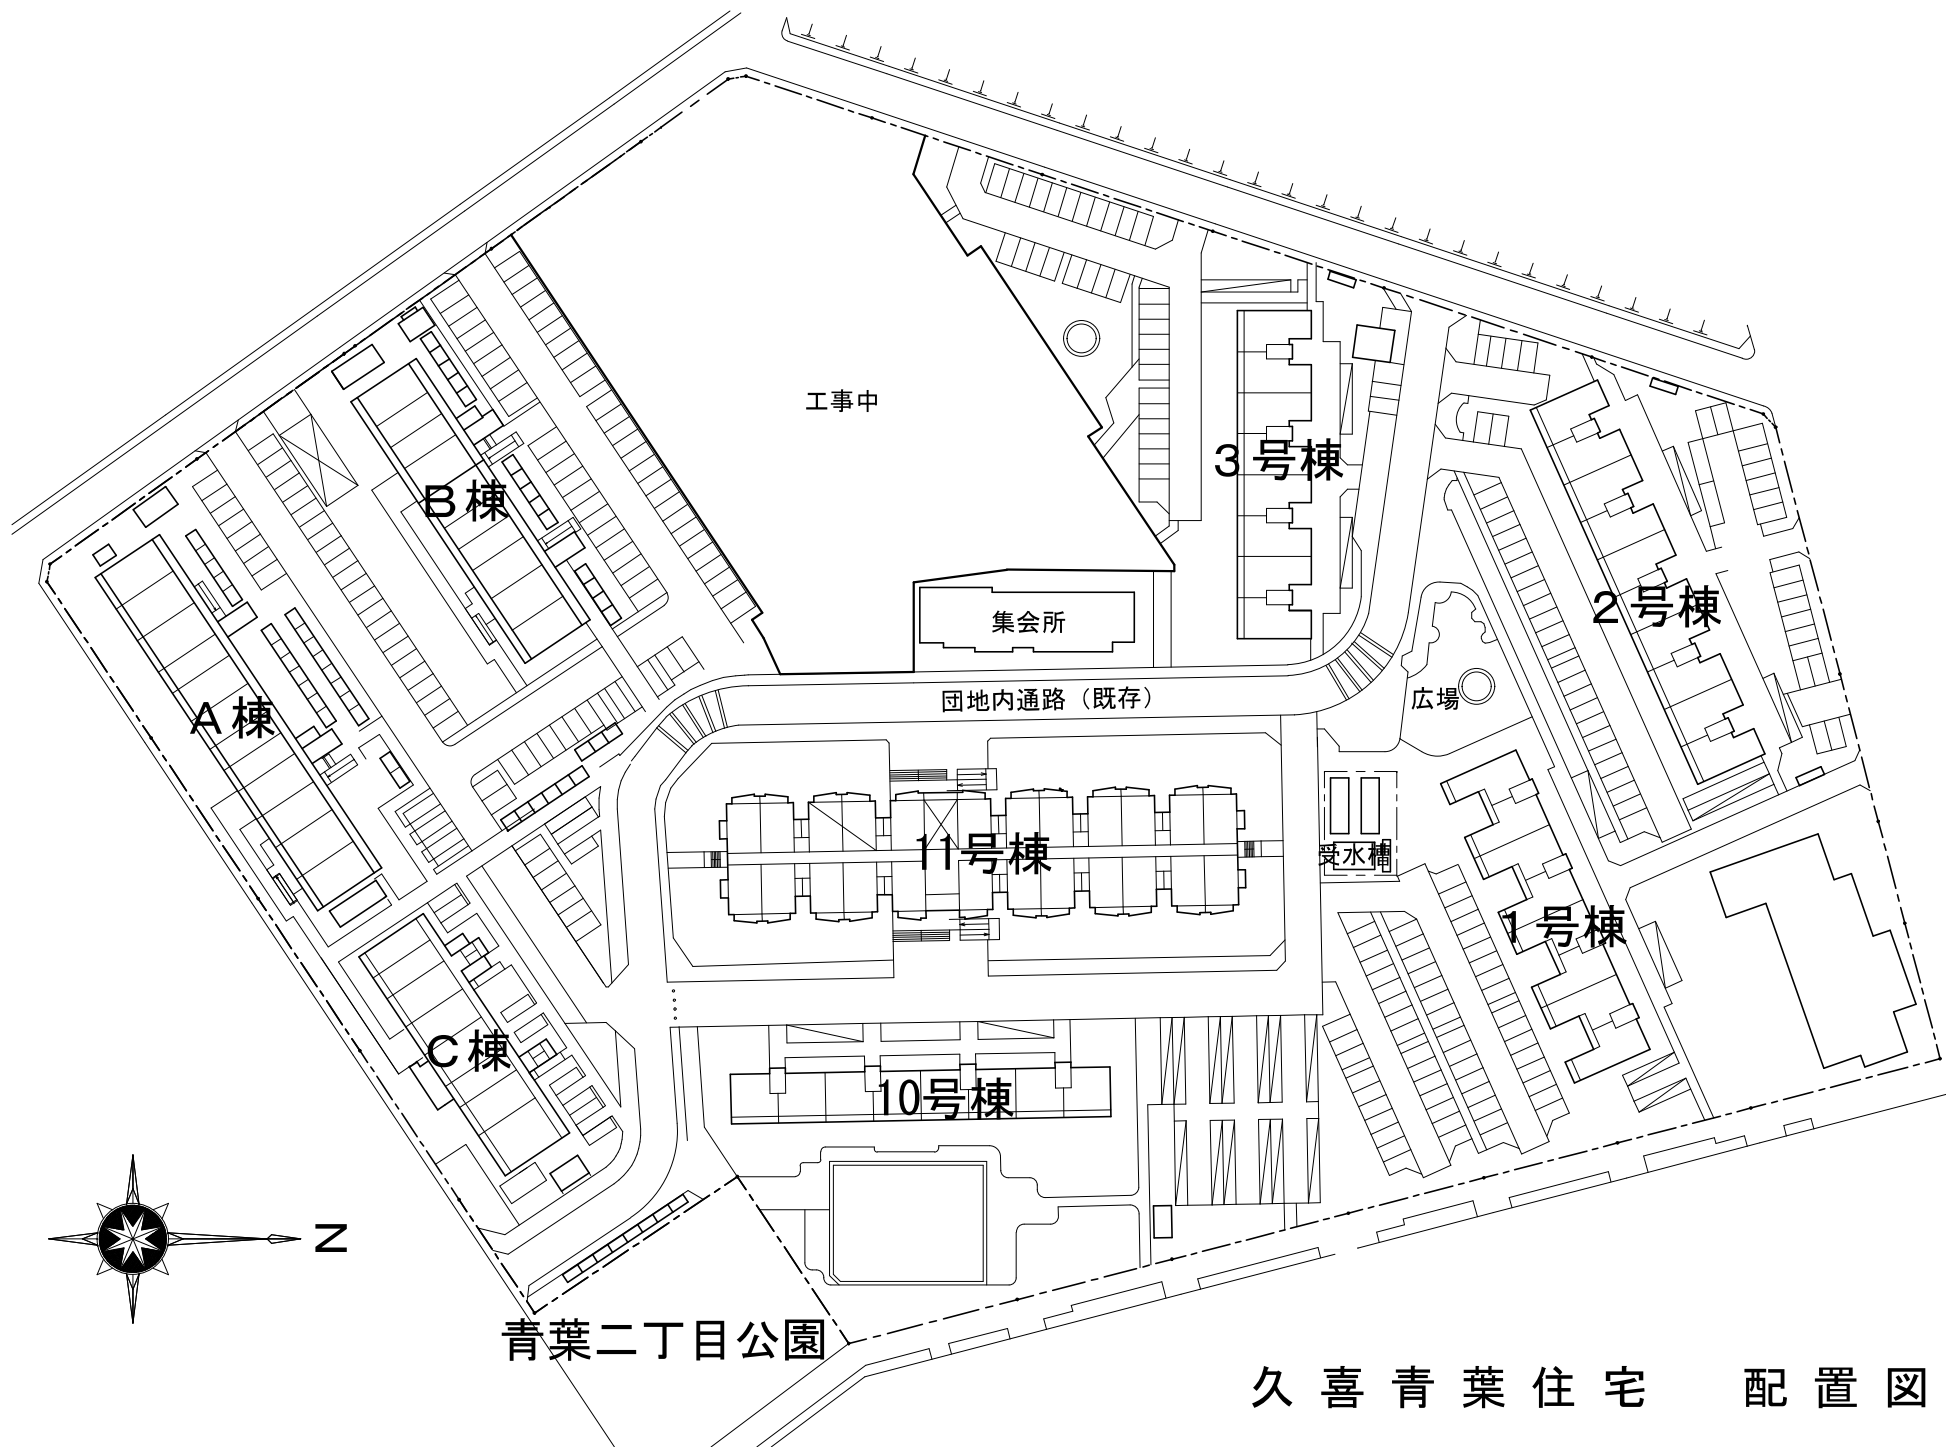 工事中
3号棟
B棟
集会所
2号棟
団地内通路（既存）
広場
A棟
11号棟
受水槽
1号棟
C棟
10号棟
N
青葉二丁目公園
久喜青葉住宅　配置図